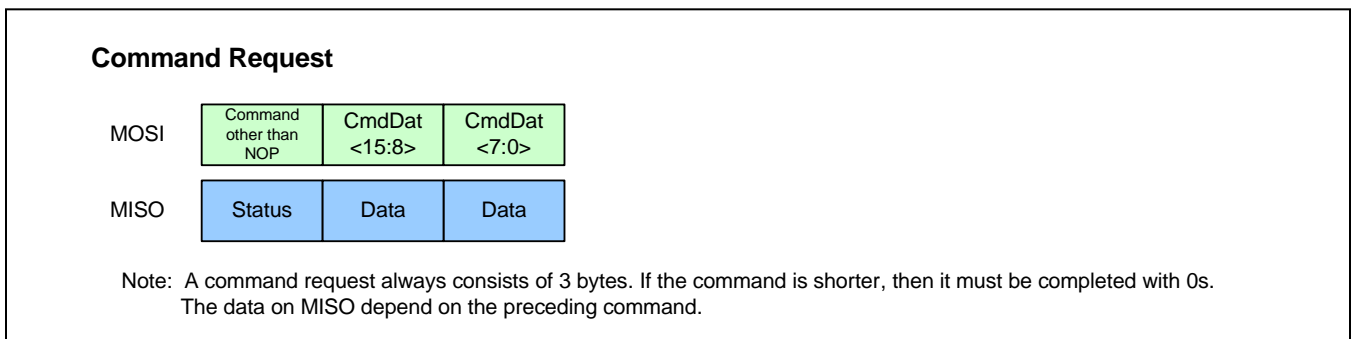 Command Request
MOSI
Command
other than
NOP
CmdDat
<15:8>
CmdDat
<7:0>
MISO
Status
Data
Data
Note: A command request always consists of 3 bytes. If the command is shorter, then it must be completed with 0s.
The data on MISO depend on the preceding command.